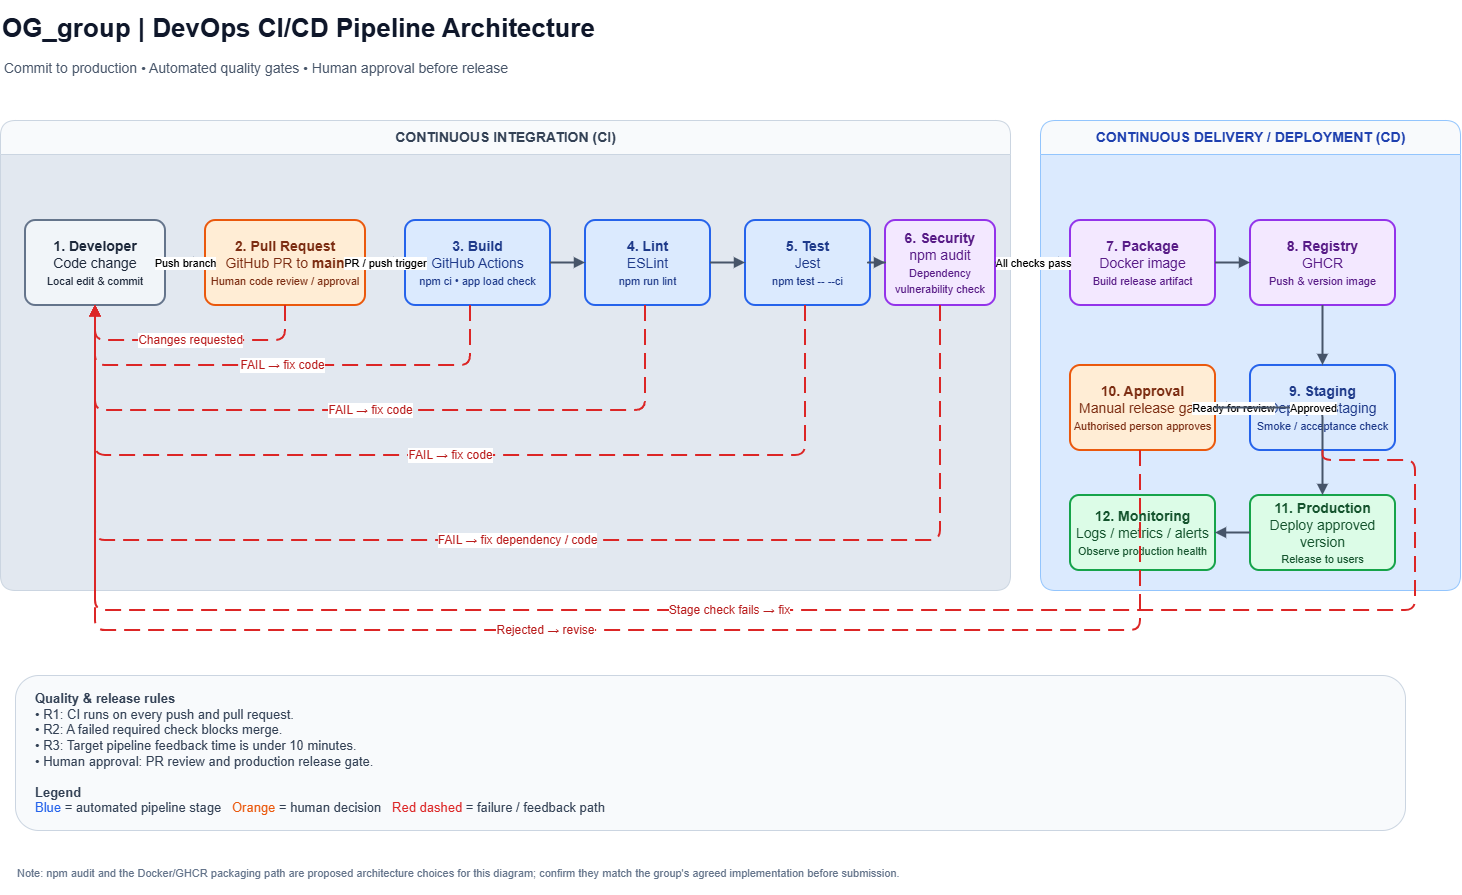 OG_group | DevOps CI/CD Pipeline Architecture
Commit to production • Automated quality gates • Human approval before release
CONTINUOUS INTEGRATION (CI)
CONTINUOUS DELIVERY / DEPLOYMENT (CD)
1. Developer
Code change
Local edit & commit
Push branch
2. Pull Request
GitHub PR to main
Human code review / approval
PR / push trigger
3. Build
GitHub Actions
npm ci • app load check
4. Lint
ESLint
npm run lint
5. Test
Jest
npm test -- --ci
6. Security
npm audit
Dependency
vulnerability check
All checks pass
7. Package
Docker image
Build release artifact
8. Registry
GHCR
Push & version image
Changes requested
FAIL → fix code
FAIL → fix code
FAIL → fix code
FAIL → fix dependency / code
10. Approval
Manual release
Authorised person approves
Ready for review
Approved
9. Staging
Smoke / acceptance check
12. Monitoring
Logs / metrics / alerts
Observe production health
11. Production
Deploy approved
version
Release to users
Stage check fails → fix
Rejected → revise
Quality & release rules
• R1: CI runs on every push and pull request.
• R2: A failed required check blocks merge.
• R3: Target pipeline feedback time is under 10 minutes.
• Human approval: PR review and production release gate.
Legend
Blue = automated pipeline stage Orange = human decision Red dashed = failure / feedback path
Note: npm audit and the Docker/GHCR packaging path are proposed architecture choices for this diagram; confirm they match the group's agreed implementation before submission.